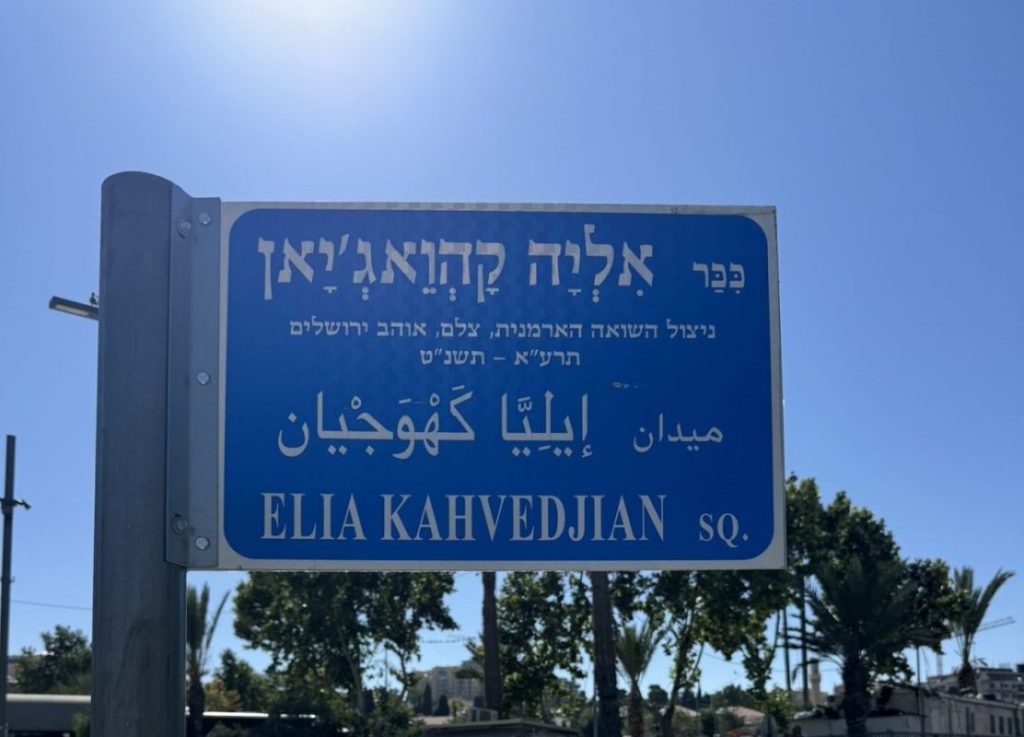 כִּכַּר אִלְיָה קָהְוֵאגְ'יָאן
ניצול השואה הארמנית, צלם, אוהב ירושלים
תרע"א - תשנ"ט
ميدان إيلِيَّا كَهْوَجْيان
ELIA KAHVEDJIAN SQ.